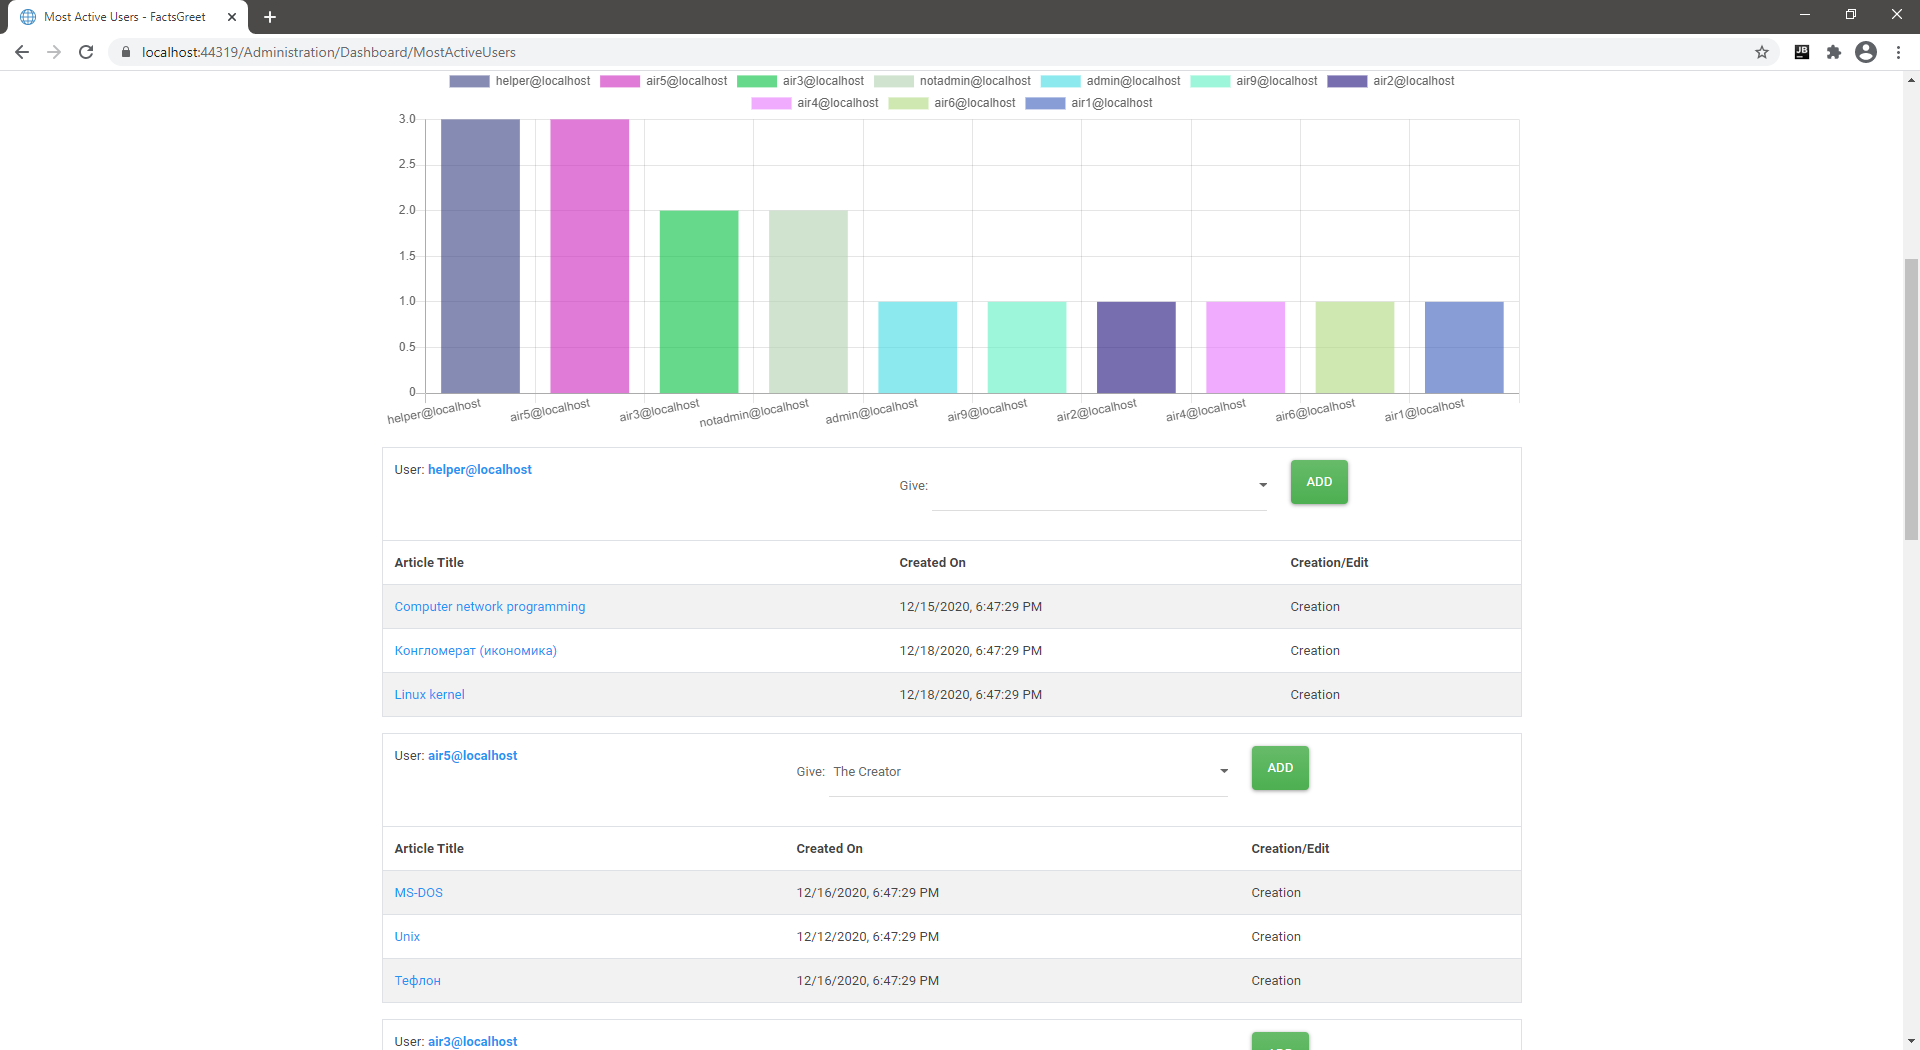 Most Active Users - FactsGreet
localhost:44319/Administration/Dashboard/MostActiveUsers
JB
helper@localhost air5@localhost air3@localhost notadmin@localhost admin@localhost air9@localhost air2@localhost
air4@localhost air6@localhost air1@localhost
3.0
2.5
2.0
1.5
1.0
0.5
0
helper@localhost air5@localhost air3@localhost notadmin@localhost admin@localhost air9@localhost air2@localhost air4@localhost air6@localhost air1@localhost
User: helper@localhost Give: ADD
Article Title Created On Creation/Edit
Computer network programming 12/15/2020, 6:47:29 PM Creation
Конгломерат (икономика) 12/18/2020, 6:47:29 PM Creation
Linux kernel 12/18/2020, 6:47:29 PM Creation
User: air5@localhost Give: The Creator ADD
Article Title Created On Creation/Edit
MS-DOS 12/16/2020, 6:47:29 PM Creation
Unix 12/12/2020, 6:47:29 PM Creation
Тефлон 12/16/2020, 6:47:29 PM Creation
User: air3@localhost